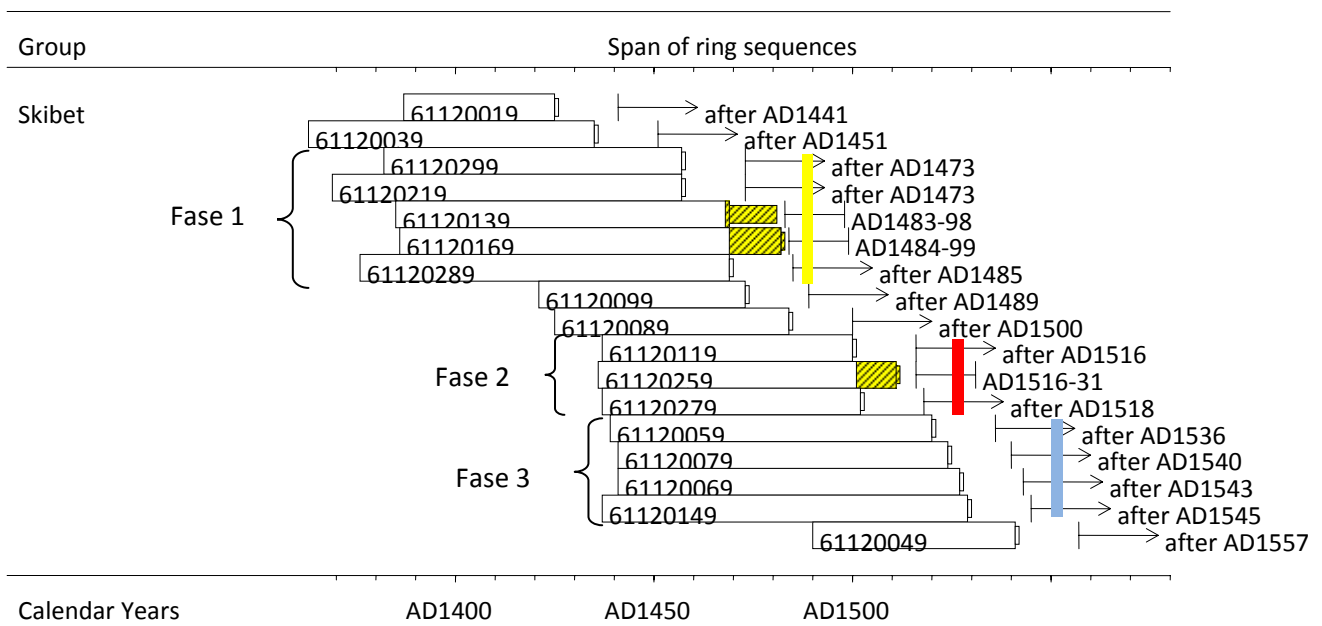 Group Span of ring sequences
Skibet
61120019 after AD1441
61120039 after AD1451
61120299 after AD1473
61120219 after AD1473
Fase 1
61120139 AD1483-98
61120169 AD1484-99
61120289 after AD1485
61120099 after AD1489
61120089 after AD1500
61120119 after AD1516
Fase 2
61120259 AD1516-31
61120279 after AD1518
61120059 after AD1536
61120079 after AD1540
Fase 3
61120069 after AD1543
61120149 after AD1545
61120049 after AD1557
Calendar Years AD1400 AD1450 AD1500